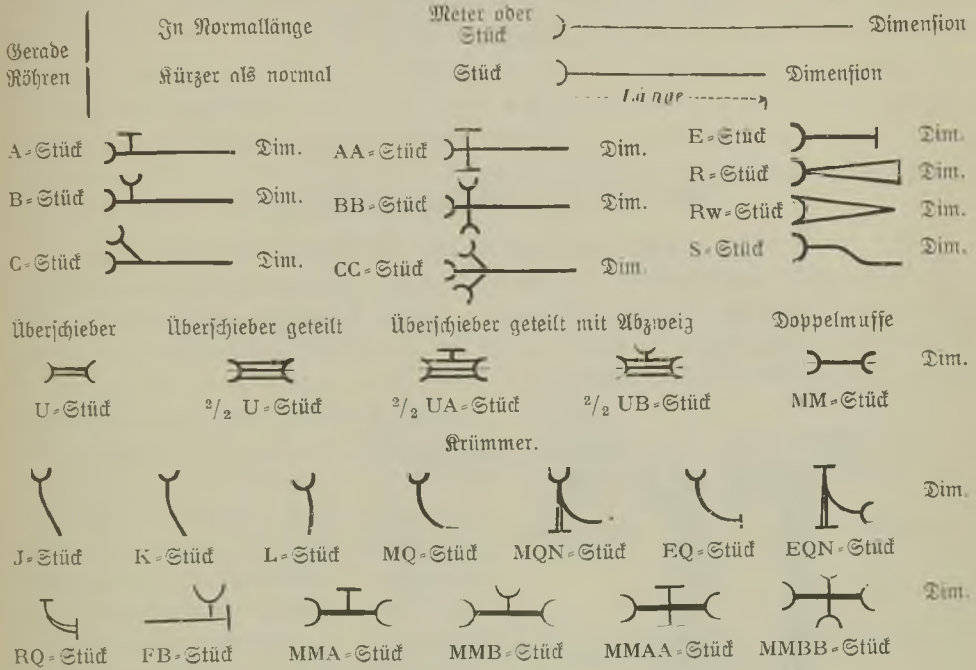 In Normallänge Meter oder Stück Dimension
Gerade Röhren
Kürzer als normal Stück Dimension
Länge
A-Stück Dim. AA-Stück Dim. E-Stück Dim.
R-Stück Dim.
B-Stück Dim. BB-Stück Dim. Rw-Stück Dim.
C-Stück Dim. CC-Stück Dim. S-Stück Dim.
Überschieber Überschieber geteilt Überschieber geteilt mit Abzweig Doppelmuffe
Dim.
U-Stück ²/₂ U-Stück ²/₂ UA-Stück ²/₂ UB-Stück MM-Stück
Krümmer.
Dim.
J-Stück K-Stück L-Stück MQ-Stück MQN-Stück EQ-Stück EQN-Stück
Dim.
RQ-Stück FB-Stück MMA-Stück MMB-Stück MMAA-Stück MMBB-Stück